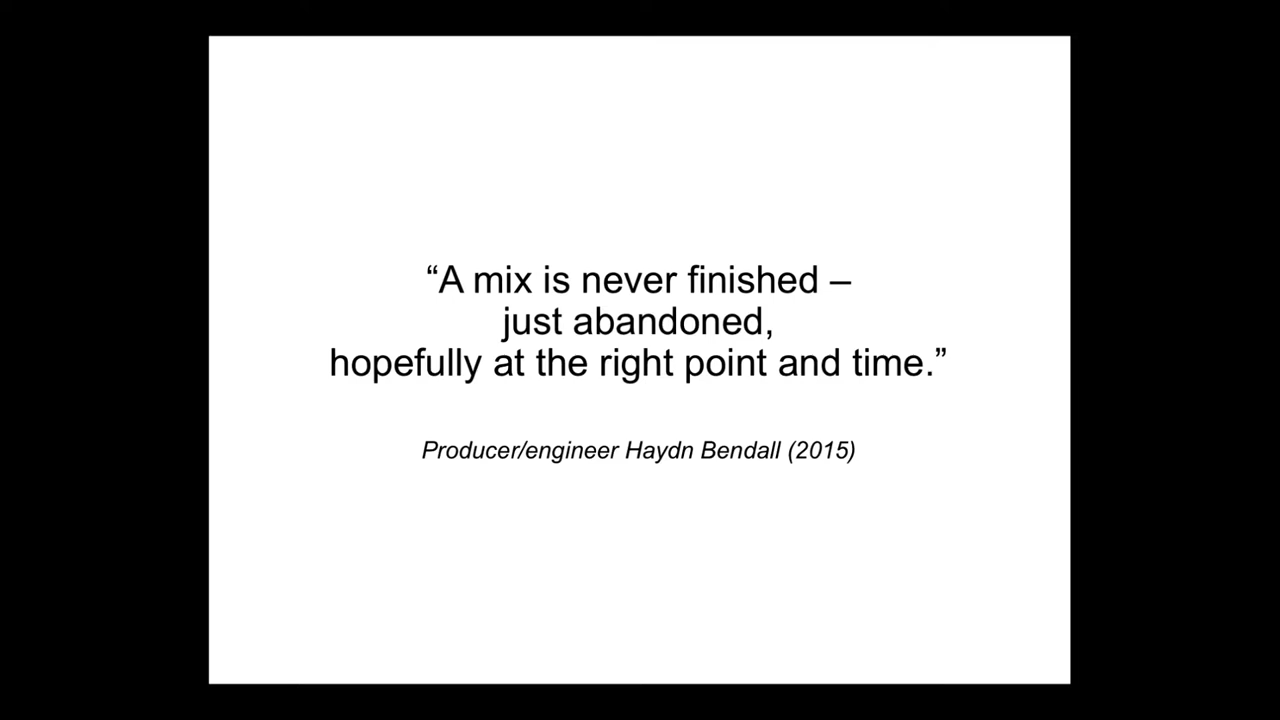 “A mix is never finished –
just abandoned,
hopefully at the right point and time.”
Producer/engineer Haydn Bendall (2015)